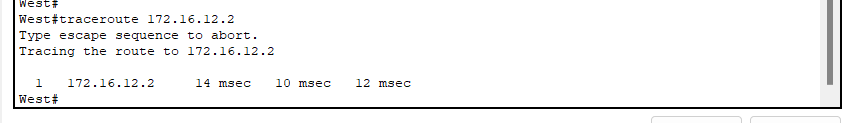 West#
West#traceroute 172.16.12.2
Type escape sequence to abort.
Tracing the route to 172.16.12.2
1 172.16.12.2 14 msec 10 msec 12 msec
West#